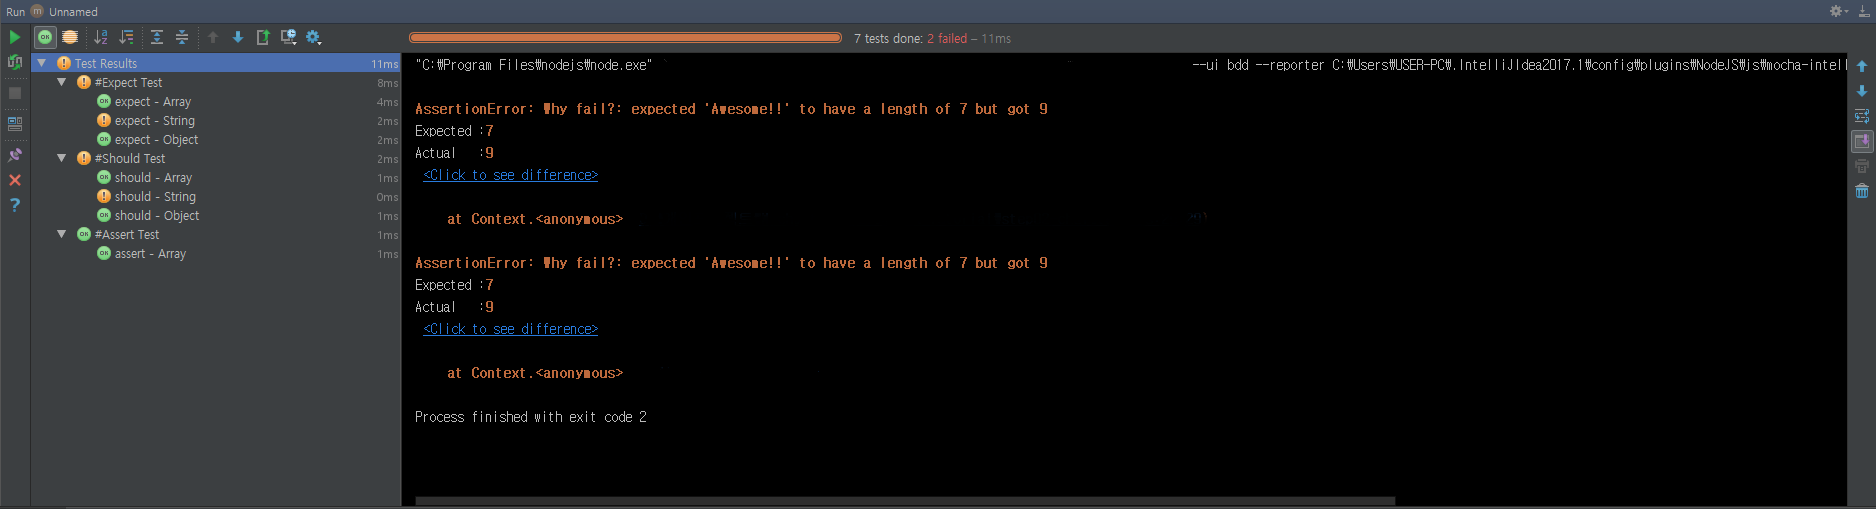 Run Unnamed
7 tests done: 2 failed – 11ms
Test Results 11ms
#Expect Test 8ms
expect - Array 4ms
expect - String 2ms
expect - Object 2ms
#Should Test 2ms
should - Array 1ms
should - String 0ms
should - Object 1ms
#Assert Test 1ms
assert - Array 1ms
"C:₩Program Files₩nodejs₩node.exe" --ui bdd --reporter C:₩Users₩USER-PC₩.IntelliJIdea2017.1₩config₩plugins₩NodeJS₩js₩mocha-intell
AssertionError: Why fail?: expected 'Awesome!!' to have a length of 7 but got 9
Expected :7
Actual :9
<Click to see difference>
at Context.<anonymous>
AssertionError: Why fail?: expected 'Awesome!!' to have a length of 7 but got 9
Expected :7
Actual :9
<Click to see difference>
at Context.<anonymous>
Process finished with exit code 2